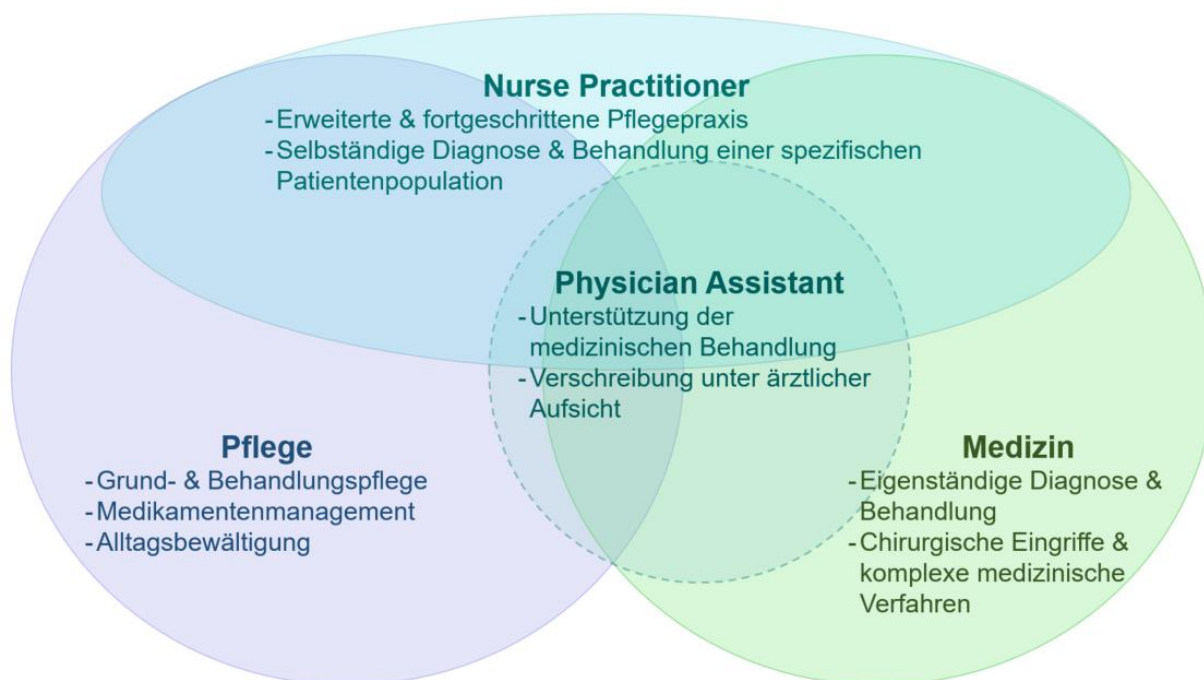 Nurse Practitioner
-Erweiterte & fortgeschrittene Pflegepraxis
-Selbständige Diagnose & Behandlung einer spezifischen
Patientenpopulation
Physician Assistant
-Unterstützung der
medizinischen Behandlung
-Verschreibung unter ärztlicher
Aufsicht
Pflege
-Grund- & Behandlungspflege
-Medikamentenmanagement
-Alltagsbewältigung
Medizin
-Eigenständige Diagnose &
Behandlung
-Chirurgische Eingriffe &
komplexe medizinische
Verfahren